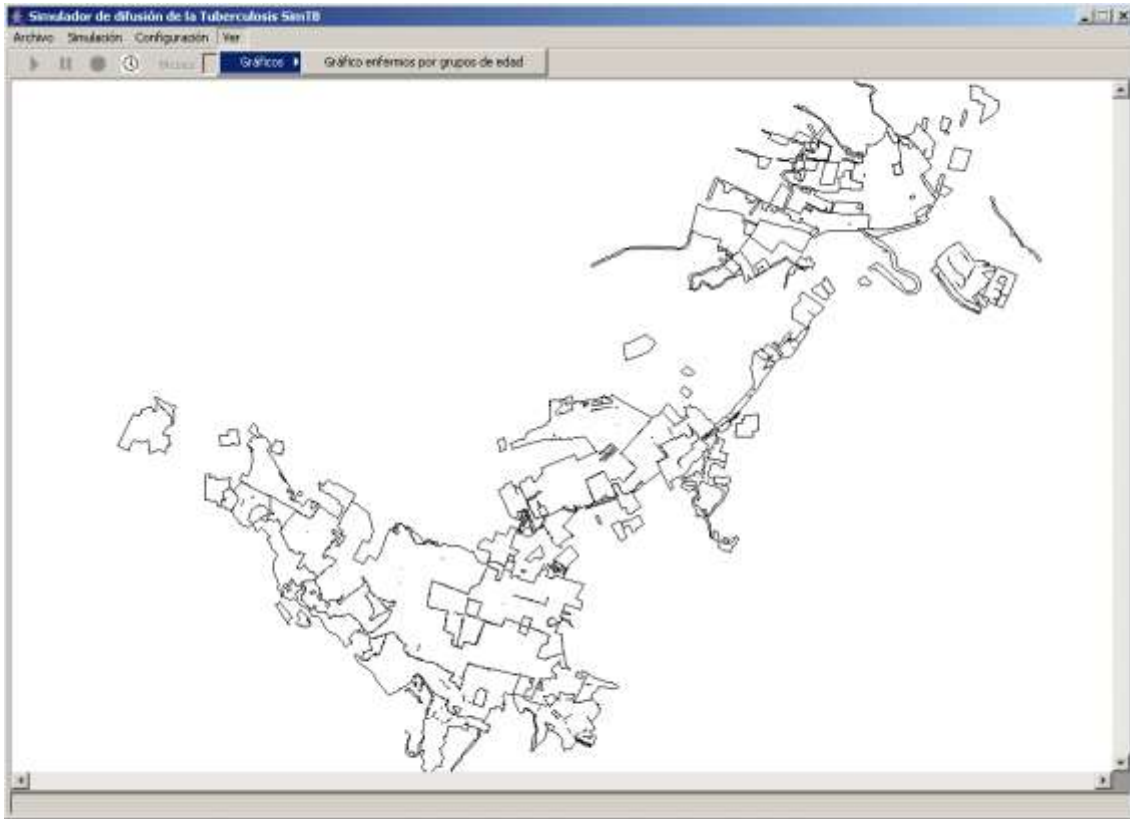 Simulador de difusión de la Tuberculosis SimTB
Archivo Simulación Configuración Ver
Gráficos Gráfico enfermos por grupos de edad